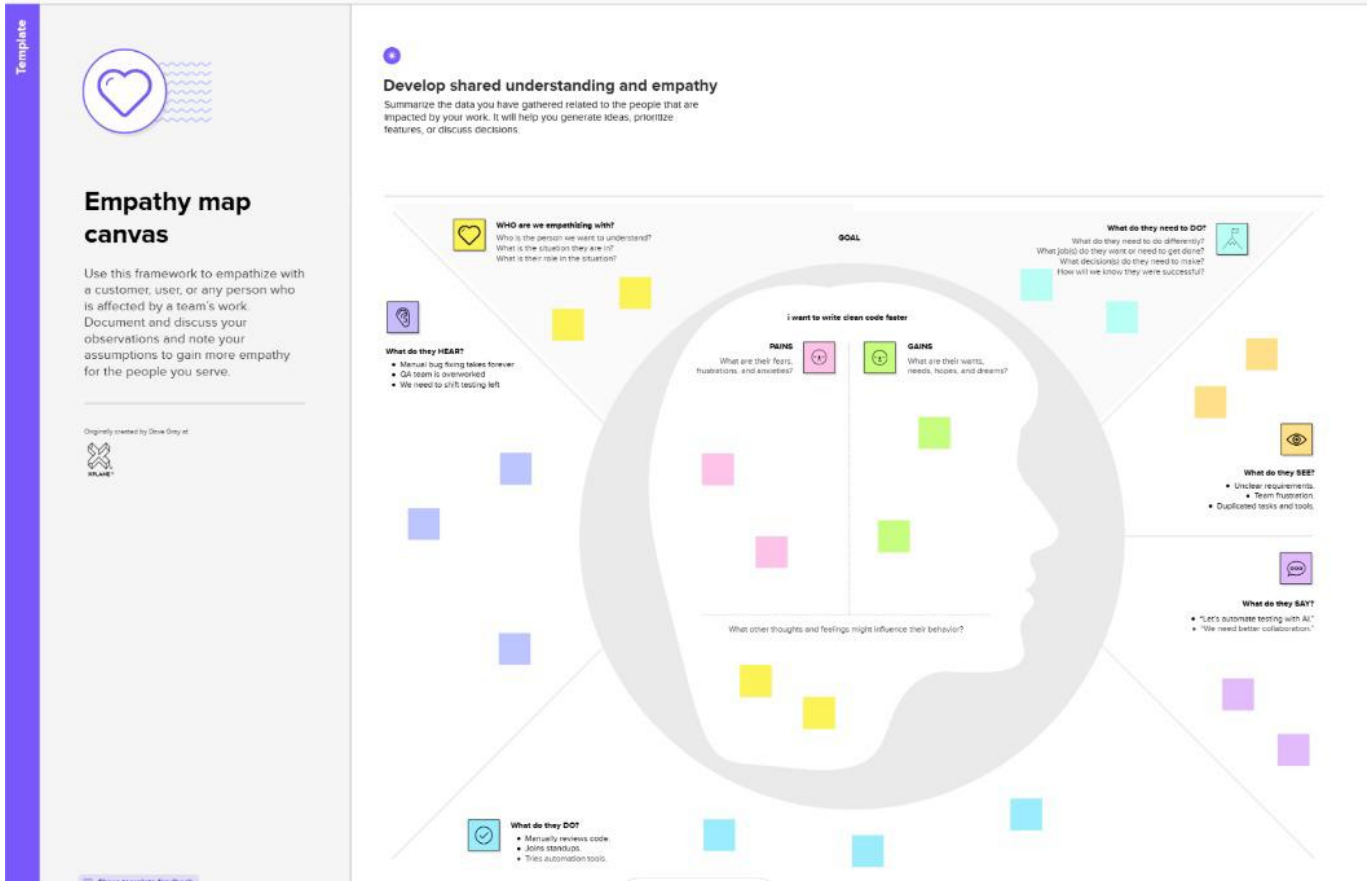 Template
Empathy map
canvas
Use this framework to empathize with
a customer, user, or any person who
is affected by a team's work.
Document and discuss your
observations and note your
assumptions to gain more empathy
for the people you serve.
Originally created by Dave Gray at
XPLANE
Share template feedback
Develop shared understanding and empathy
Summarize the data you have gathered related to the people that are
impacted by your work. It will help you generate ideas, prioritize
features, or discuss decisions.
WHO are we empathizing with?
Who is the person we want to understand?
What is the situation they are in?
What is their role in the situation?
GOAL
What do they need to DO?
What do they need to do differently?
What job(s) do they want or need to get done?
What decision(s) do they need to make?
How will we know they were successful?
What do they HEAR?
• Manual bug fixing takes forever
• QA team is overworked
• We need to shift testing left
i want to write clean code faster
PAINS
What are their fears,
frustrations, and anxieties?
GAINS
What are their wants,
needs, hopes, and dreams?
What do they SEE?
• Unclear requirements.
• Team frustration.
• Duplicated tasks and tools.
What do they SAY?
• "Let's automate testing with AI."
• "We need better collaboration."
What other thoughts and feelings might influence their behavior?
What do they DO?
• Manually reviews code.
• Joins standups.
• Tries automation tools.